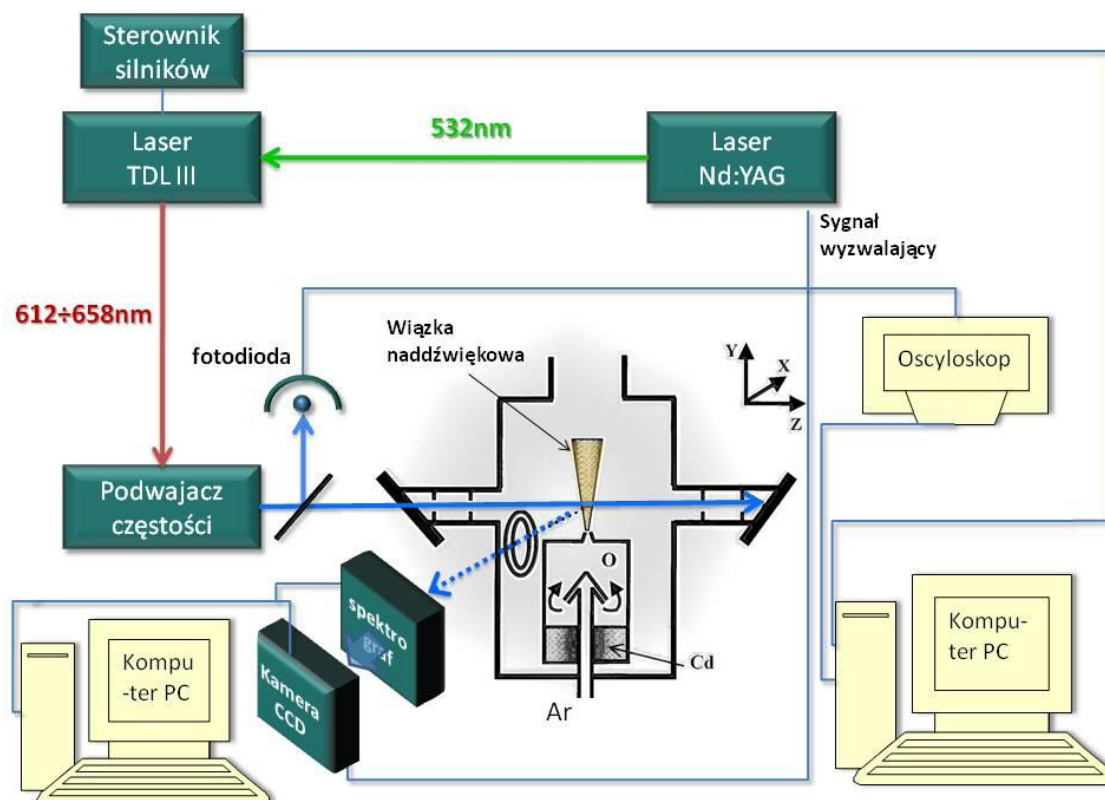 Sterownik
silników
Laser
TDL III
532nm
Laser
Nd:YAG
Sygnał
wyzwalający
612÷658nm
fotodioda
Wiązka
naddźwiękowa
Y
X
Z
Oscyloskop
Podwajacz
częstości
O
spektro
graf
Kamera
CCD
Cd
Ar
Kompu
-ter PC
Kompu-
ter PC